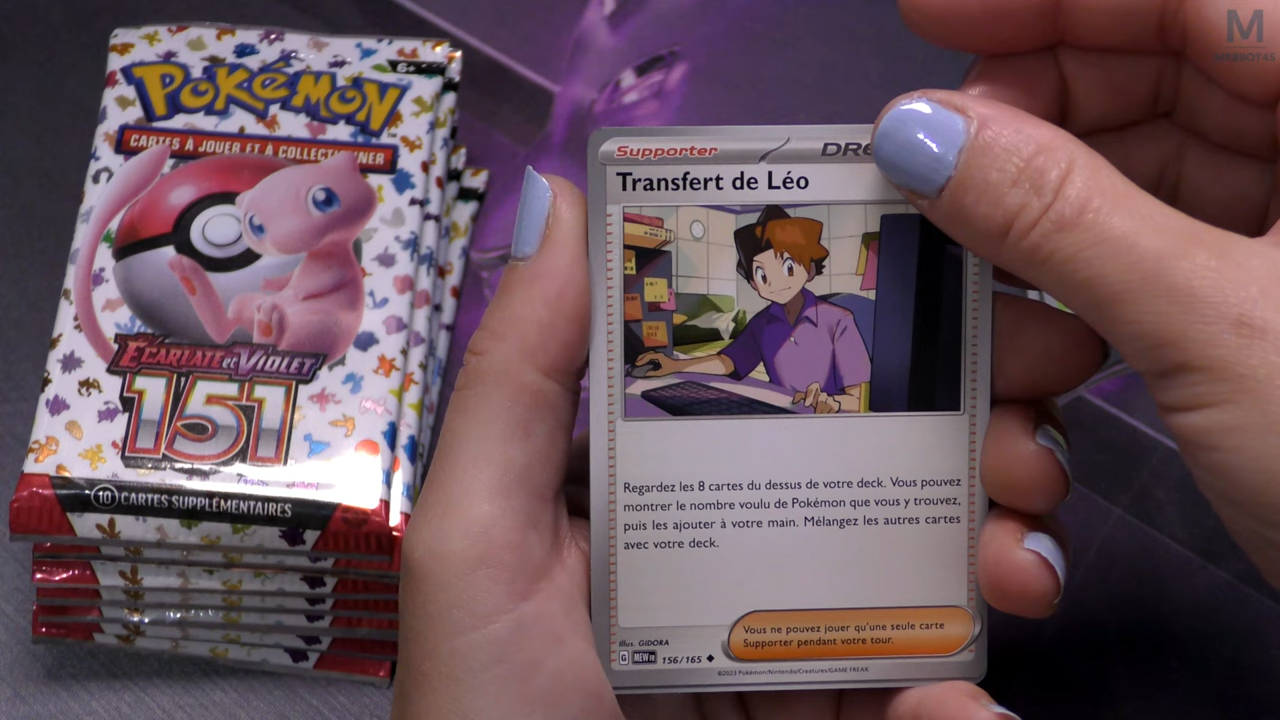 M
POKÉMON
6+
CARTES À JOUER ET À COLLECTIONNER
ÉCARLATE et VIOLET
151
10 CARTES SUPPLÉMENTAIRES
Supporter
DRE
Transfert de Léo
Regardez les 8 cartes du dessus de votre deck. Vous pouvez
montrer le nombre voulu de Pokémon que vous y trouvez,
puis les ajouter à votre main. Mélangez les autres cartes
avec votre deck.
Vous ne pouvez jouer qu'une seule carte
Supporter pendant votre tour.
Illus. GIDORA
G MEW FR 156/165
©2023 Pokémon/Nintendo/Creatures/GAME FREAK